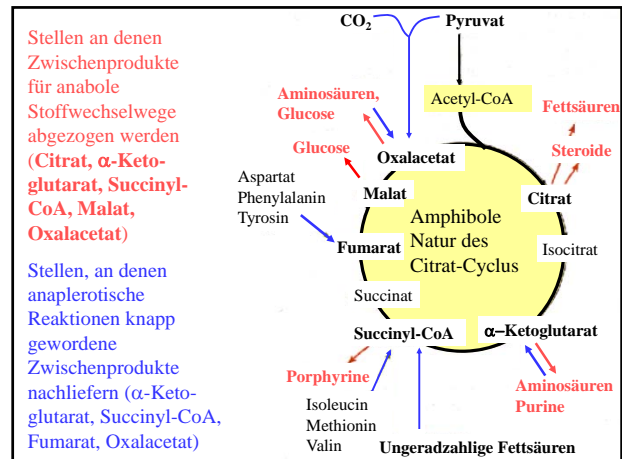 Stellen an denen
Zwischenprodukte
für anabole
Stoffwechselwege
abgezogen werden
(Citrat, α-Keto-
glutarat, Succinyl-
CoA, Malat,
Oxalacetat)
Stellen, an denen
anaplerotische
Reaktionen knapp
gewordene
Zwischenprodukte
nachliefern (α-Keto-
glutarat, Succinyl-CoA,
Fumarat, Oxalacetat)
CO₂
Pyruvat
Acetyl-CoA
Aminosäuren,
Glucose
Fettsäuren
Steroide
Glucose
Oxalacetat
Malat
Citrat
Aspartat
Phenylalanin
Tyrosin
Amphibole
Natur des
Citrat-Cyclus
Fumarat
Isocitrat
Succinat
Succinyl-CoA
α–Ketoglutarat
Porphyrine
Aminosäuren
Purine
Isoleucin
Methionin
Valin
Ungeradzahlige Fettsäuren